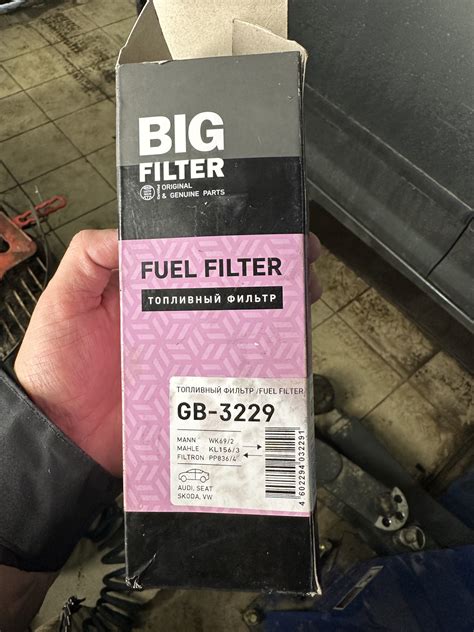 BIG
FILTER
ORIGINAL
& GENUINE PARTS
FUEL FILTER
ТОПЛИВНЫЙ ФИЛЬТР
ТОПЛИВНЫЙ ФИЛЬТР /FUEL FILTER
GB-3229
MANN WK69/2
MAHLE KL156/3
FILTRON PP836/4
AUDI, SEAT
SKODA, VW
4 602294 032291